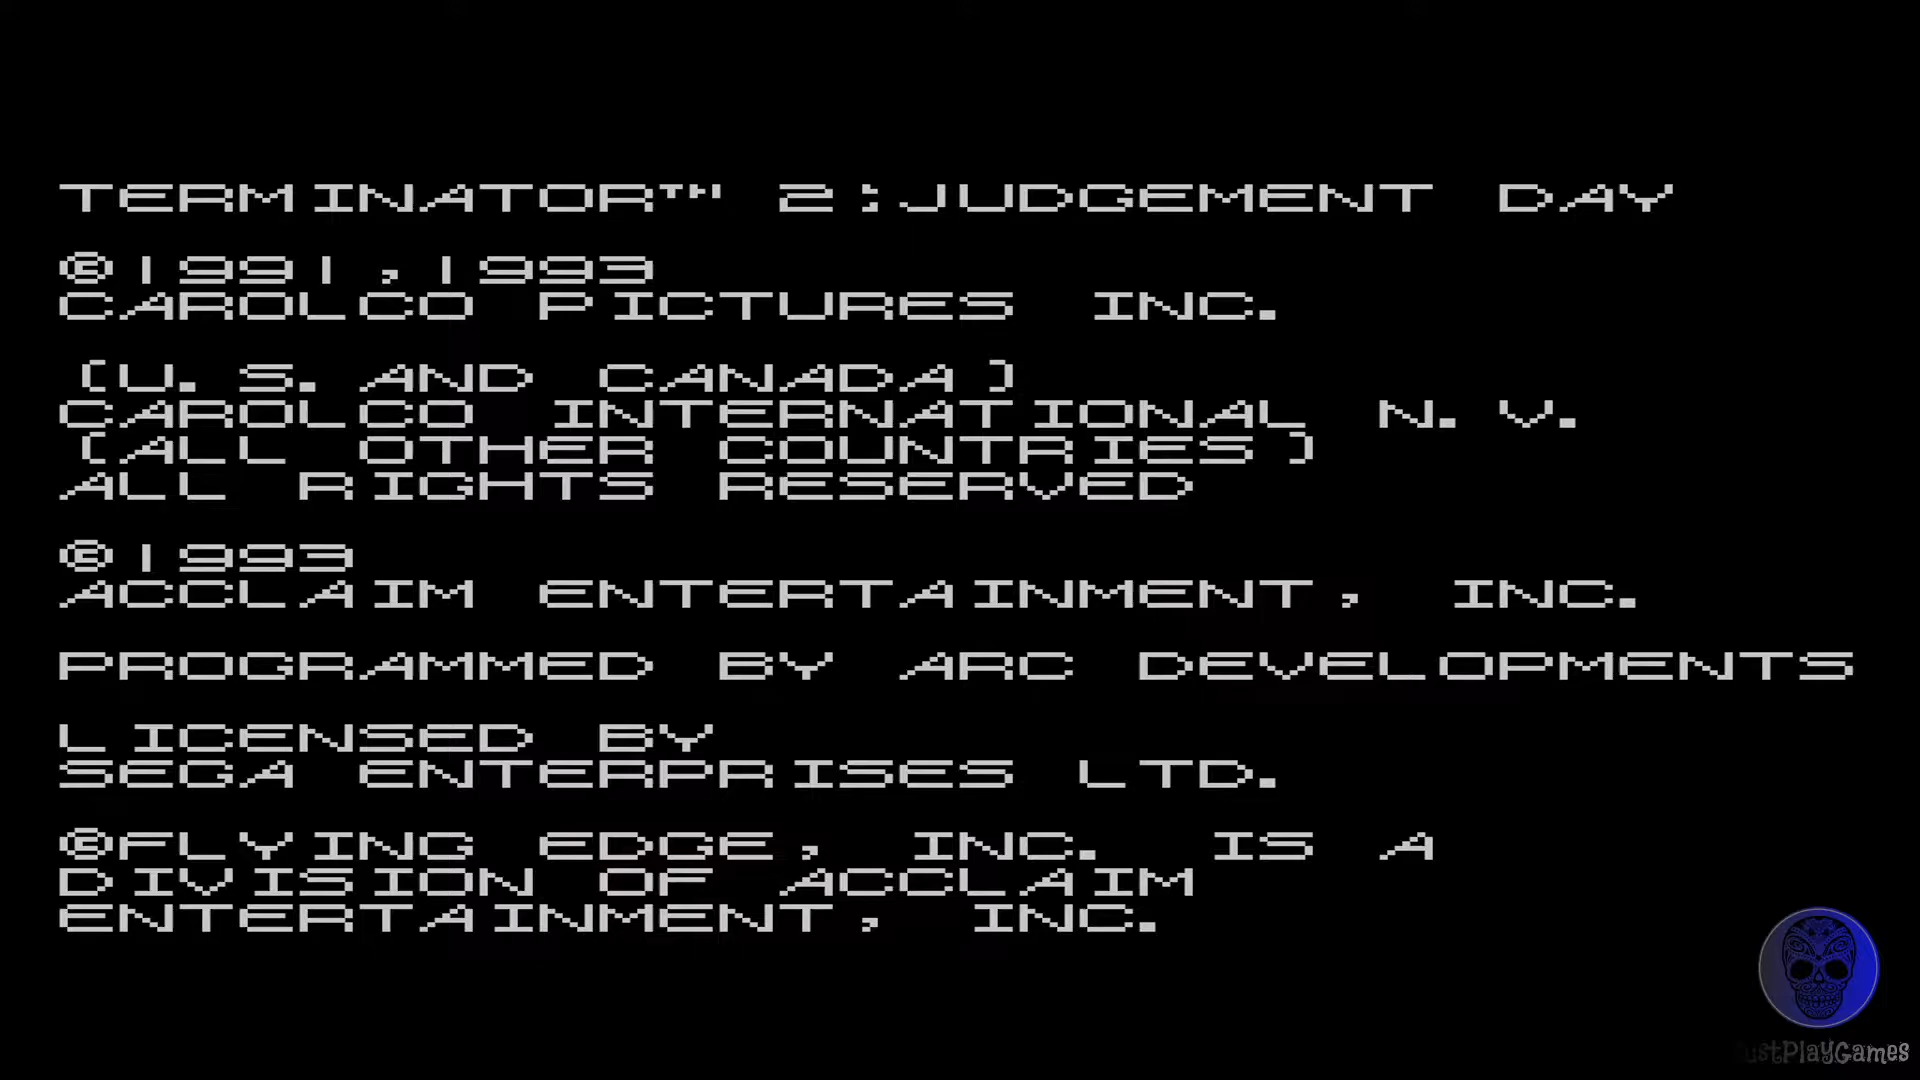 TERMINATOR™ 2:JUDGEMENT DAY
©1991,1993
CAROLCO PICTURES INC.
(U.S. AND CANADA)
CAROLCO INTERNATIONAL N.V.
(ALL OTHER COUNTRIES)
ALL RIGHTS RESERVED
©1993
ACCLAIM ENTERTAINMENT, INC.
PROGRAMMED BY ARC DEVELOPMENTS
LICENSED BY
SEGA ENTERPRISES LTD.
©FLYING EDGE, INC. IS A
DIVISION OF ACCLAIM
ENTERTAINMENT, INC.
JustPlayGames